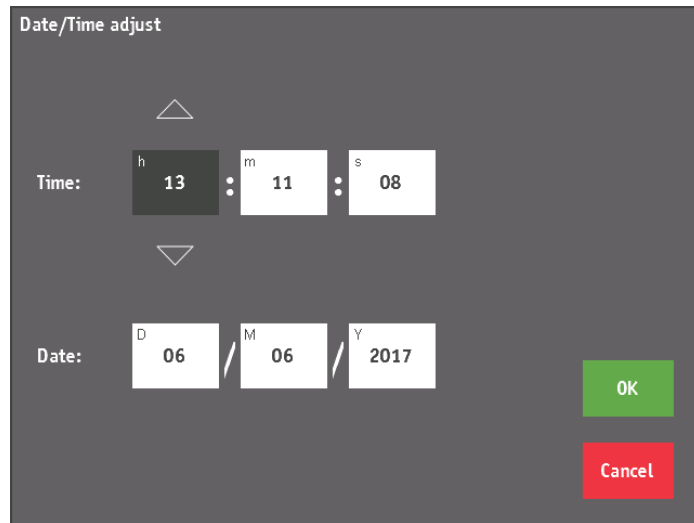 Date/Time adjust
h m s
Time: 13 : 11 : 08
D M Y
Date: 06 / 06 / 2017
OK
Cancel